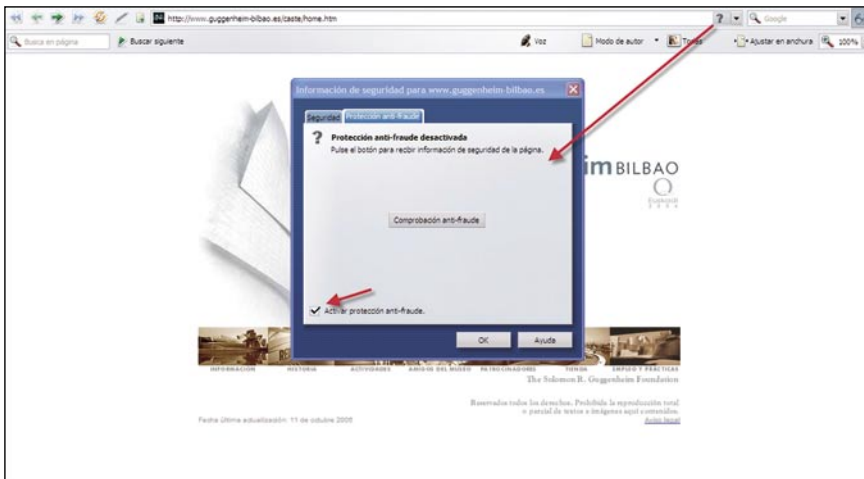 http://www.guggenheim-bilbao.es/caste/home.htm ? Google
Busca en página Buscar siguiente Voz Modo de autor Ajustar en anchura 100%
Información de seguridad para www.guggenheim-bilbao.es
Seguridad Protección anti-fraude
? Protección anti-fraude desactivada
Pulse el botón para recibir información de seguridad de la página.
im BILBAO
Comprobación anti-fraude
Activar protección anti-fraude.
OK Ayuda
INFORMACIÓN HISTORIA ACTIVIDADES AMIGOS DEL MUSEO PATROCINADORES TIENDA EMPLEO Y PRÁCTICAS
The Solomon R. Guggenheim Foundation
Reservados todos los derechos. Prohibida la reproducción total
o parcial de textos e imágenes aquí contenidos.
Fecha última actualización: 11 de octubre 2005
Aviso legal